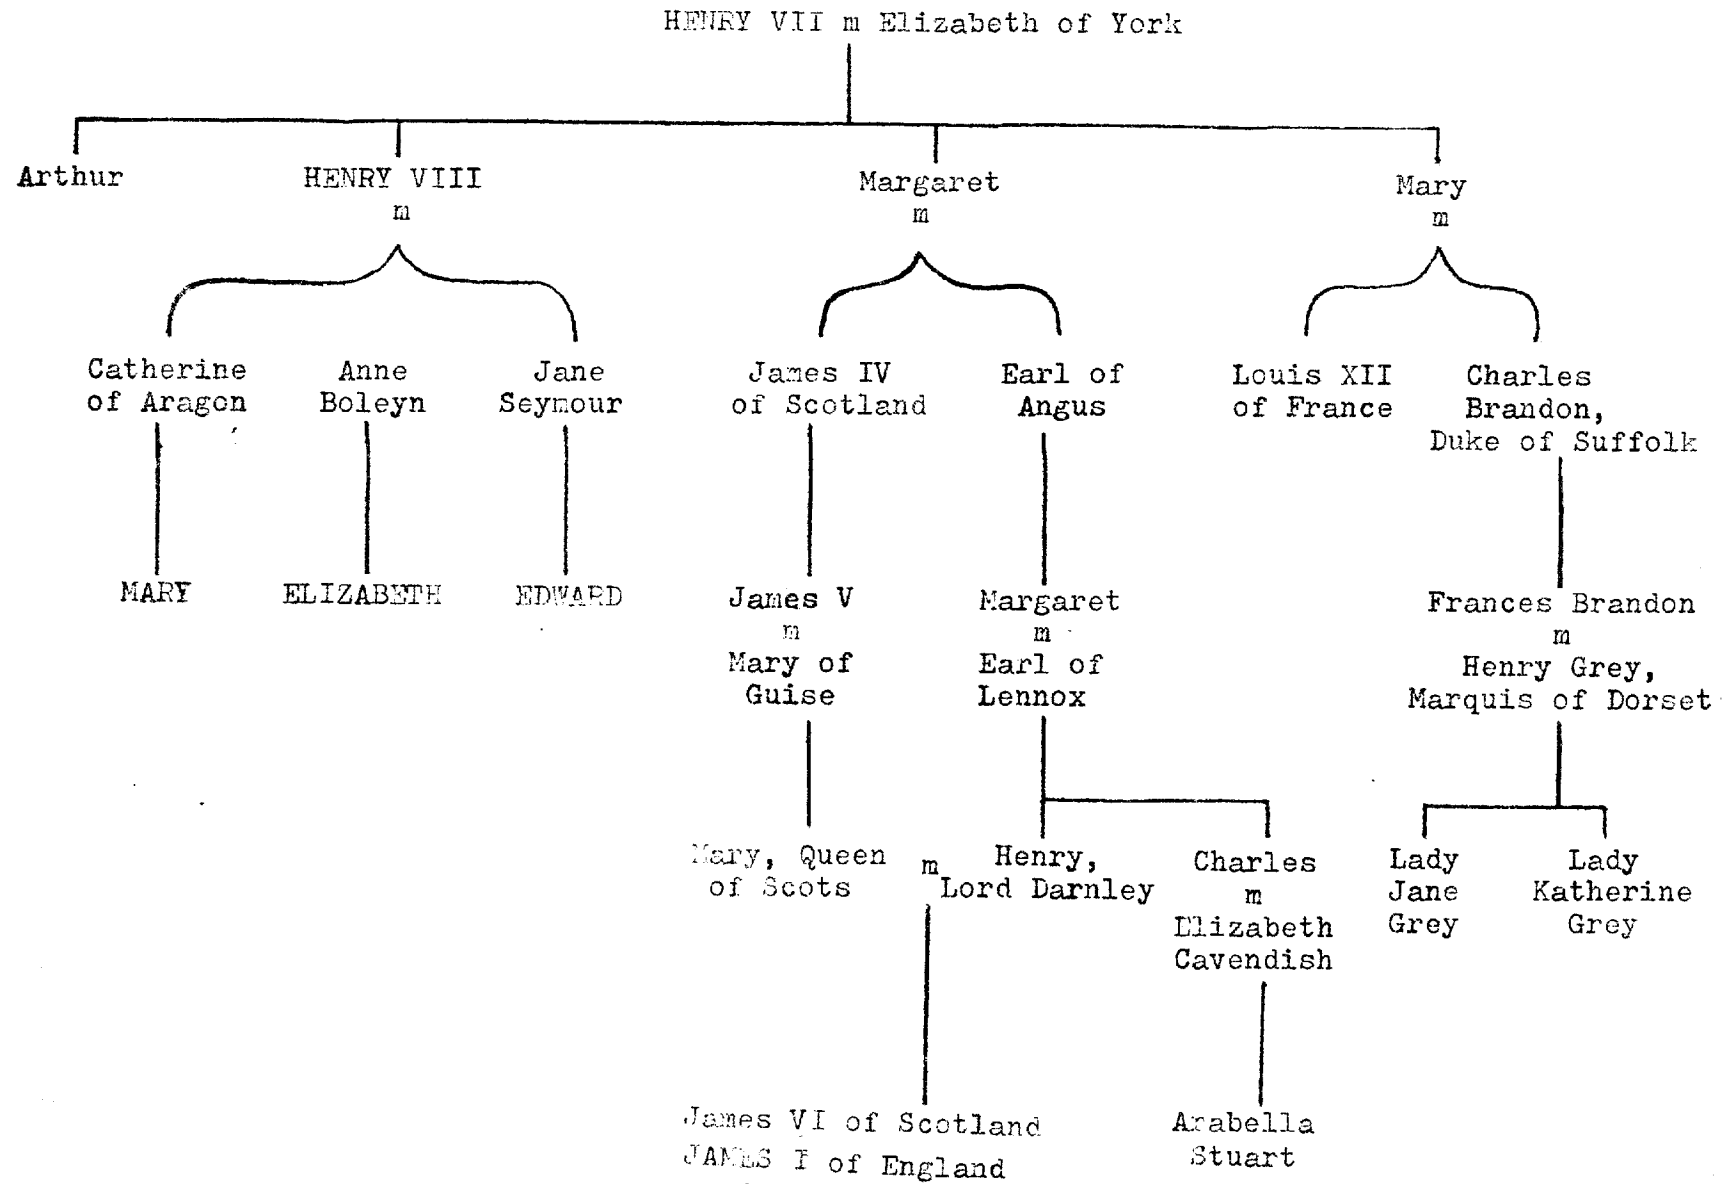 HENRY VII m Elizabeth of York
Arthur
HENRY VIII
m
Margaret
m
Mary
m
Catherine
of Aragon
Anne
Boleyn
Jane
Seymour
James IV
of Scotland
Earl of
Angus
Louis XII
of France
Charles
Brandon,
Duke of Suffolk
MARY
ELIZABETH
EDWARD
James V
m
Mary of
Guise
Margaret
m
Earl of
Lennox
Frances Brandon
m
Henry Grey,
Marquis of Dorset
Mary, Queen
of Scots
m
Henry,
Lord Darnley
Charles
m
Elizabeth
Cavendish
Lady
Jane
Grey
Lady
Katherine
Grey
James VI of Scotland
JAMES I of England
Arabella
Stuart